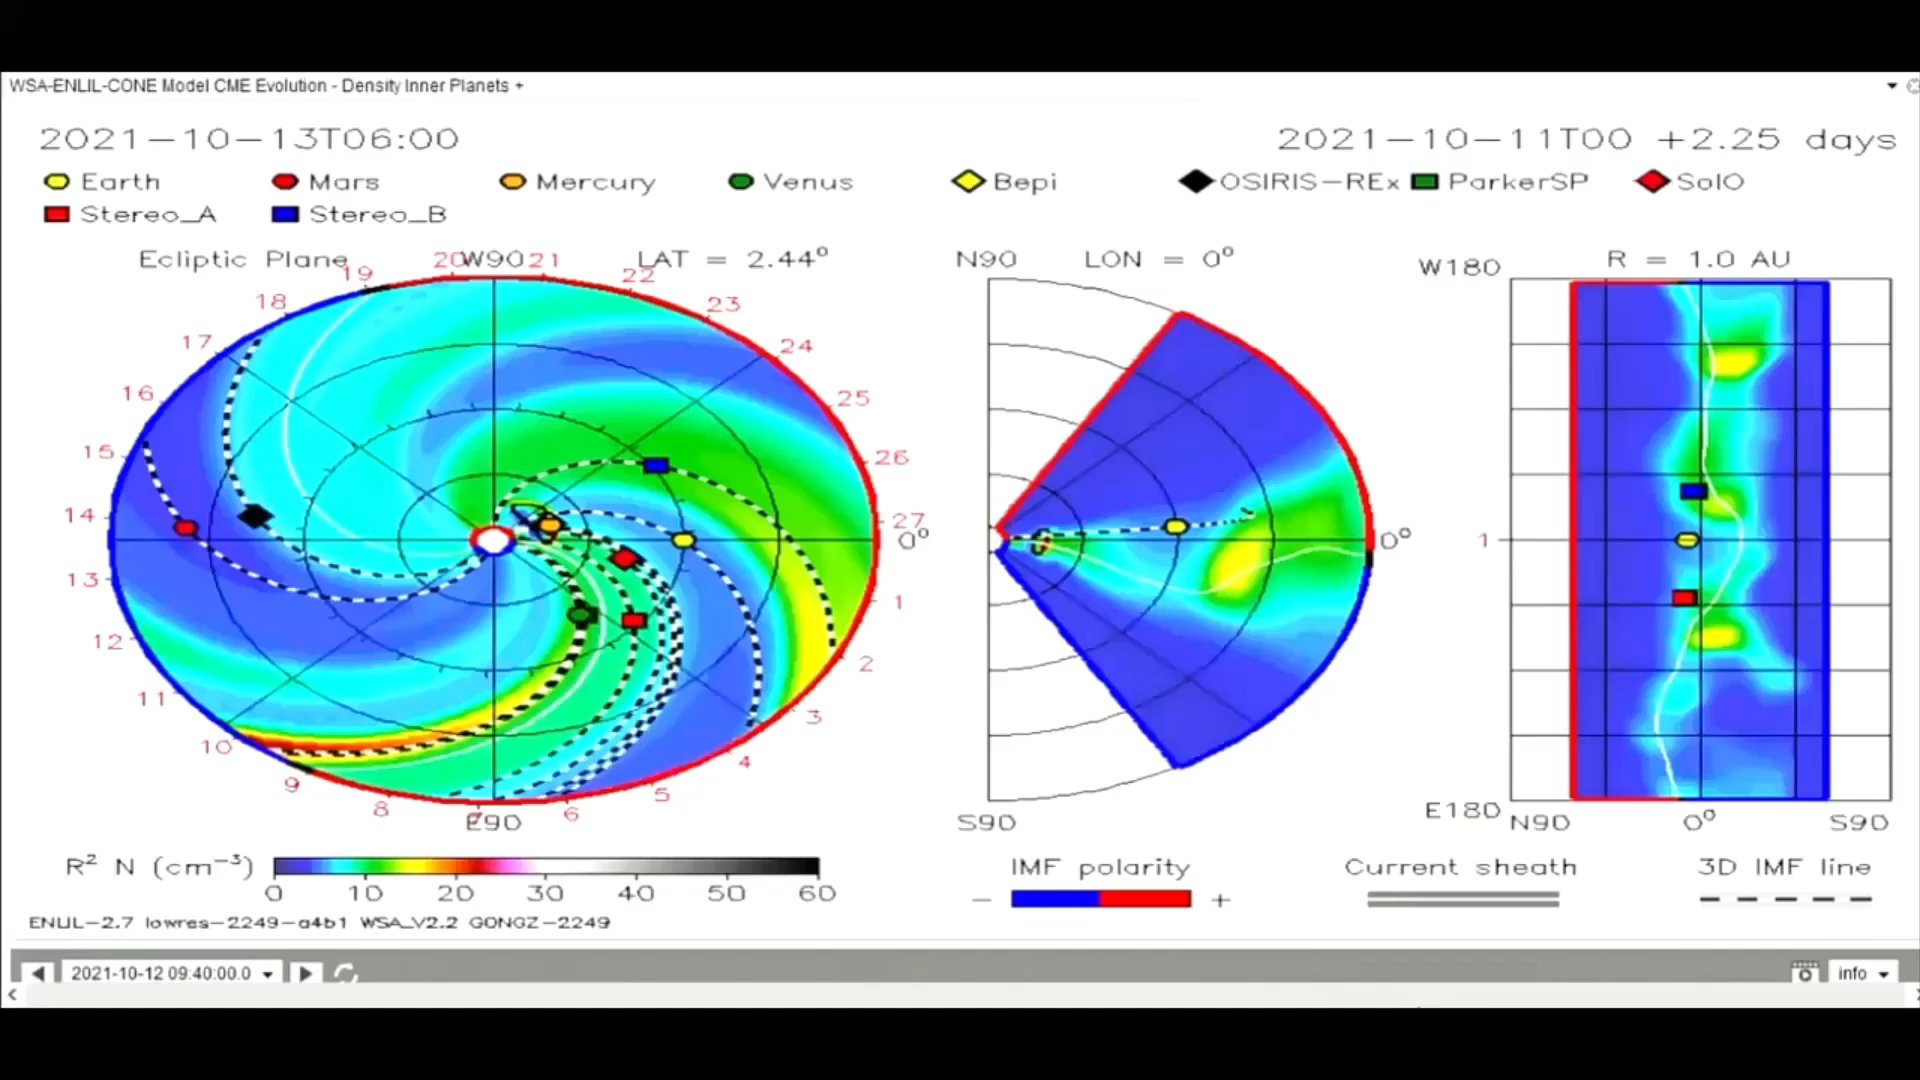 WSA-ENLIL-CONE Model CME Evolution - Density Inner Planets +
2021-10-13T06:00
2021-10-11T00 +2.25 days
Earth Mars Mercury Venus Bepi OSIRIS-REx ParkerSP SolO
Stereo_A Stereo_B
Ecliptic Plane W90 LAT = 2.44°
N90 LON = 0°
W180 R = 1.0 AU
19 20 21 22
18 23
17 24
16 25
15 26
14 27 0°
0°
1
13 1
12 2
11 3
10 4
9 8 7 6 5
E90
S90
E180 N90 0° S90
R² N (cm⁻³)
0 10 20 30 40 50 60
IMF polarity
- +
Current sheath
3D IMF line
ENLIL-2.7 lowres-2249-a4b1 WSA_V2.2 GONGZ-2249
2021-10-12 09:40:00.0
info